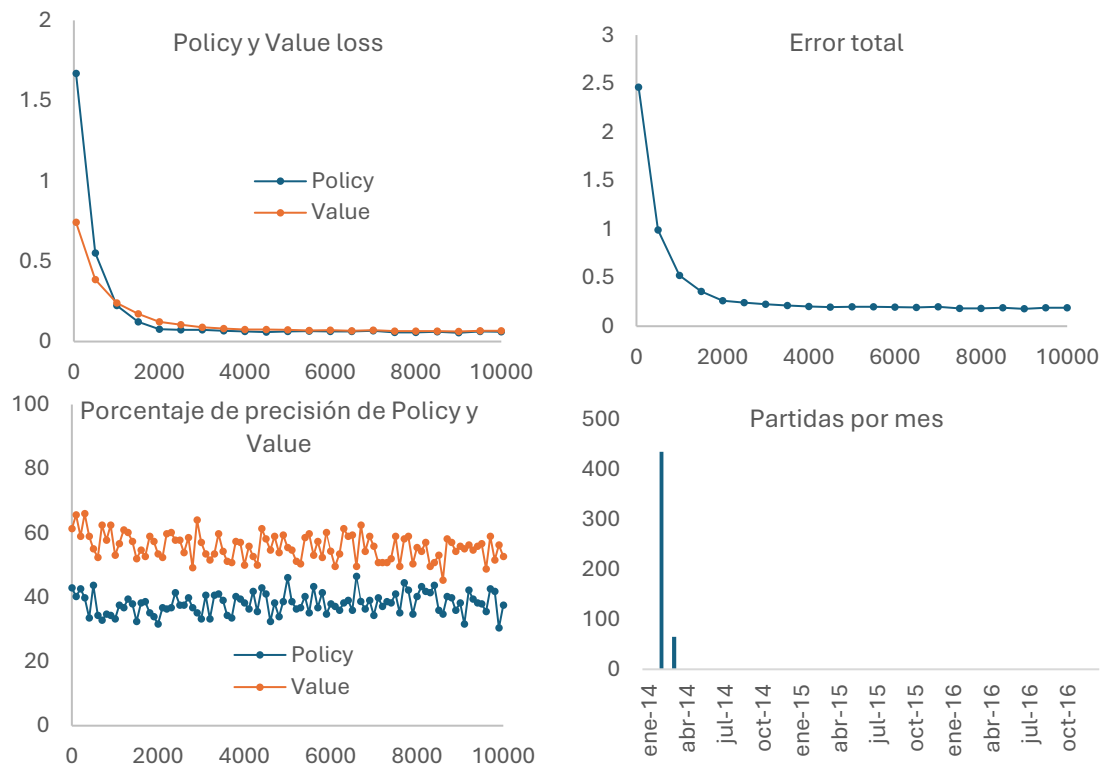 Policy y Value loss
2
1.5
1
0.5
0
Policy
Value
0 2000 4000 6000 8000 10000
Error total
3
2.5
2
1.5
1
0.5
0
0 2000 4000 6000 8000 10000
Porcentaje de precisión de Policy y
Value
100
80
60
40
20
0
Policy
Value
0 2000 4000 6000 8000 10000
Partidas por mes
500
400
300
200
100
0
ene-14
abr-14
jul-14
oct-14
ene-15
abr-15
jul-15
oct-15
ene-16
abr-16
jul-16
oct-16